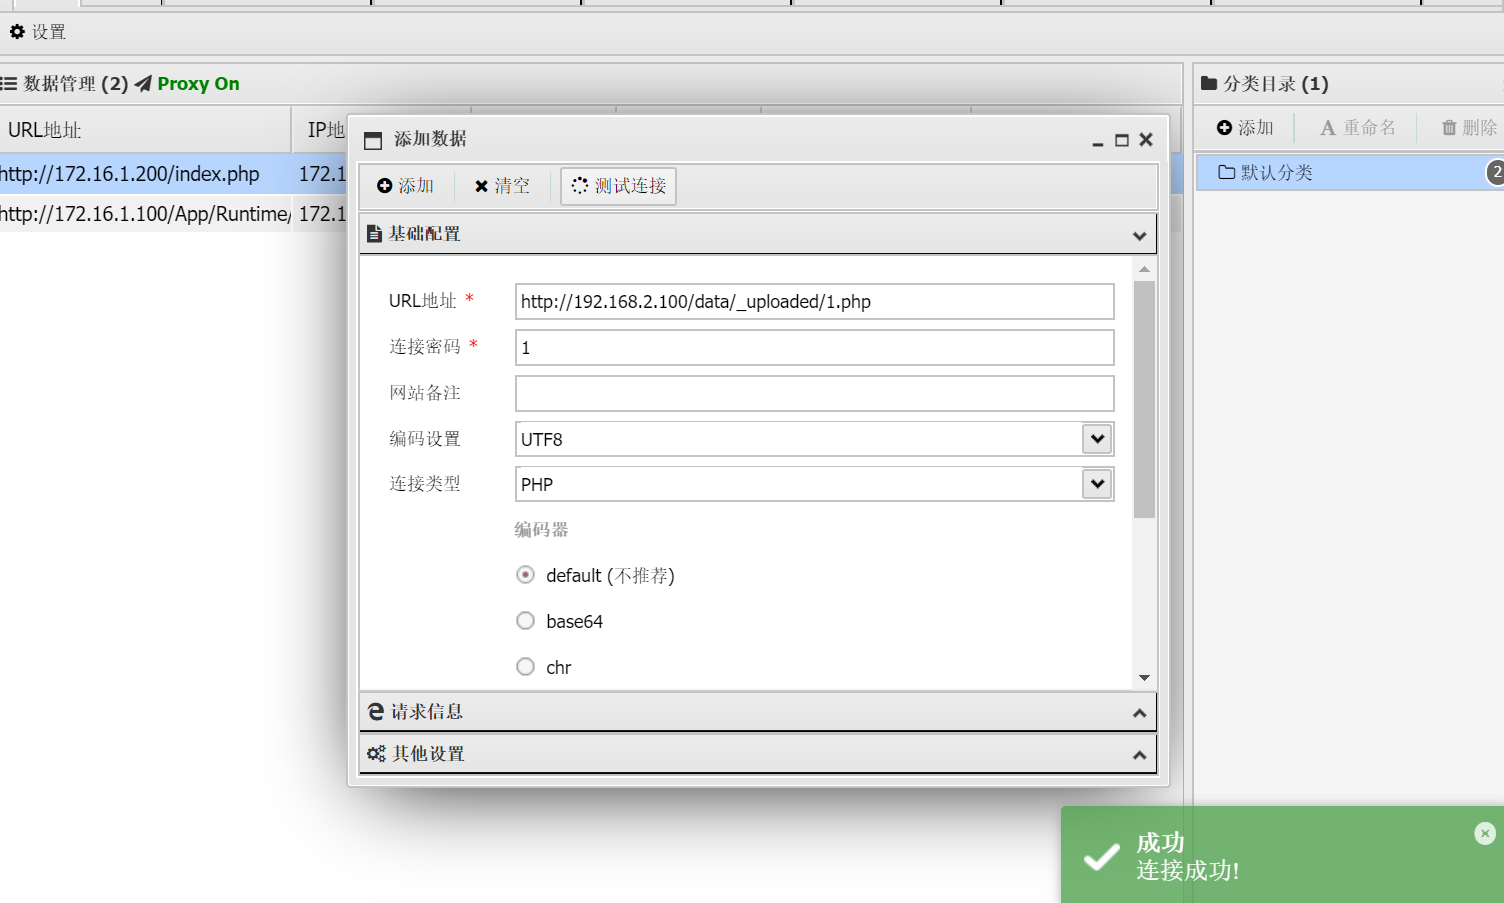 设置
数据管理 (2) Proxy On
分类目录 (1)
URL地址
IP地
添加 重命名 删除
http://172.16.1.200/index.php 172.1
默认分类 2
http://172.16.1.100/App/Runtime/ 172.1
添加数据
添加 清空 测试连接
基础配置
URL地址 * http://192.168.2.100/data/_uploaded/1.php
连接密码 * 1
网站备注
编码设置 UTF8
连接类型 PHP
编码器
default (不推荐)
base64
chr
请求信息
其他设置
成功
连接成功!